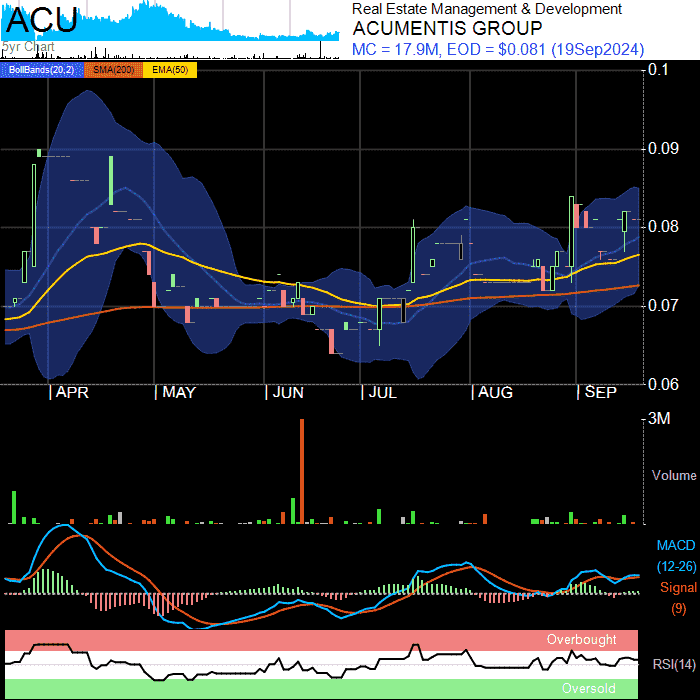 ACU
5yr Chart
Real Estate Management & Development
ACUMENTIS GROUP
MC = 17.9M, EOD = $0.081 (19Sep2024)
BollBands(20,2) SMA(200) EMA(50)
0.1
0.09
0.08
0.07
0.06
APR MAY JUN JUL AUG SEP
3M
Volume
MACD
(12-26)
Signal
(9)
Overbought
RSI(14)
Oversold